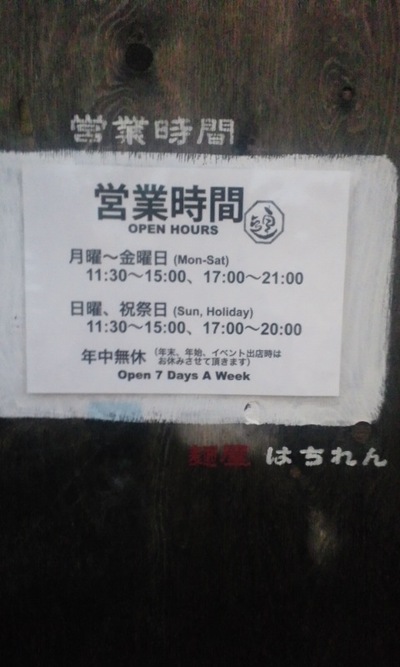 営業時間
営業時間
OPEN HOURS
月曜〜金曜日 (Mon-Sat)
11:30〜15:00、17:00〜21:00
日曜、祝祭日 (Sun, Holiday)
11:30〜15:00、17:00〜20:00
年中無休 (年末、年始、イベント出店時は
お休みさせて頂きます)
Open 7 Days A Week
麺屋 はちれん